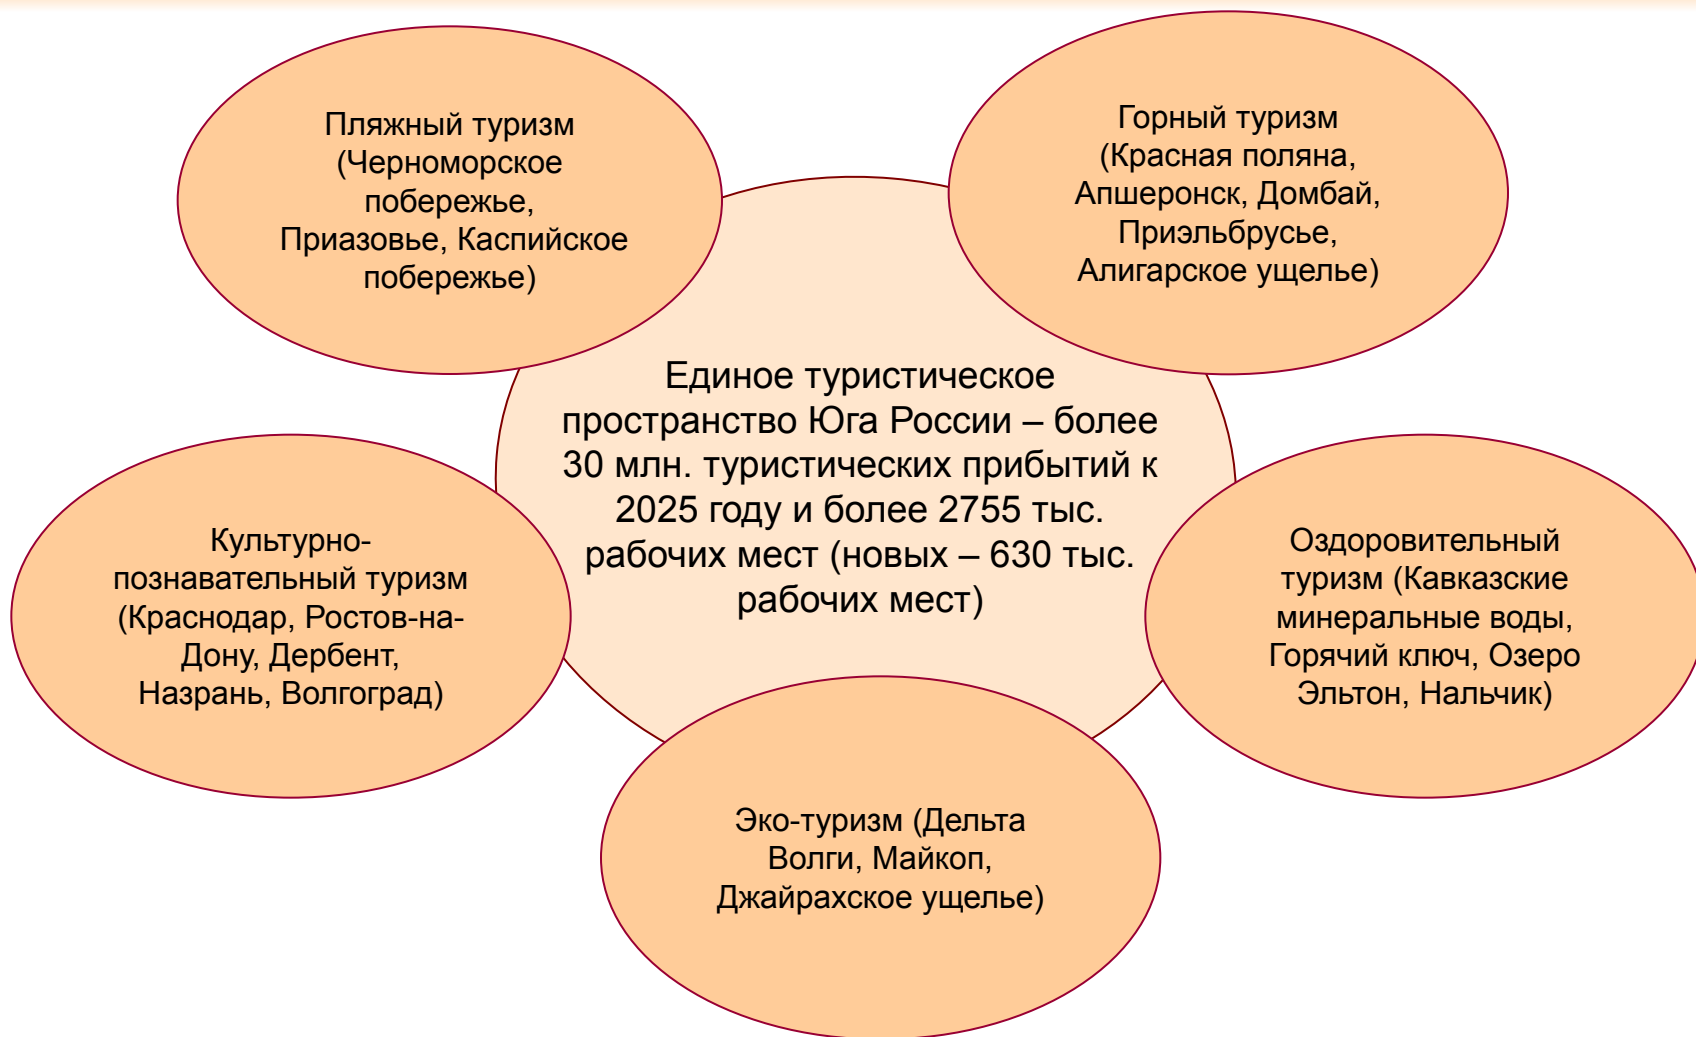 Пляжный туризм
(Черноморское
побережье,
Приазовье, Каспийское
побережье)
Горный туризм
(Красная поляна,
Апшеронск, Домбай,
Приэльбрусье,
Алигарское ущелье)
Единое туристическое
пространство Юга России – более
30 млн. туристических прибытий к
2025 году и более 2755 тыс.
рабочих мест (новых – 630 тыс.
рабочих мест)
Культурно-
познавательный туризм
(Краснодар, Ростов-на-
Дону, Дербент,
Назрань, Волгоград)
Оздоровительный
туризм (Кавказские
минеральные воды,
Горячий ключ, Озеро
Эльтон, Нальчик)
Эко-туризм (Дельта
Волги, Майкоп,
Джайрахское ущелье)